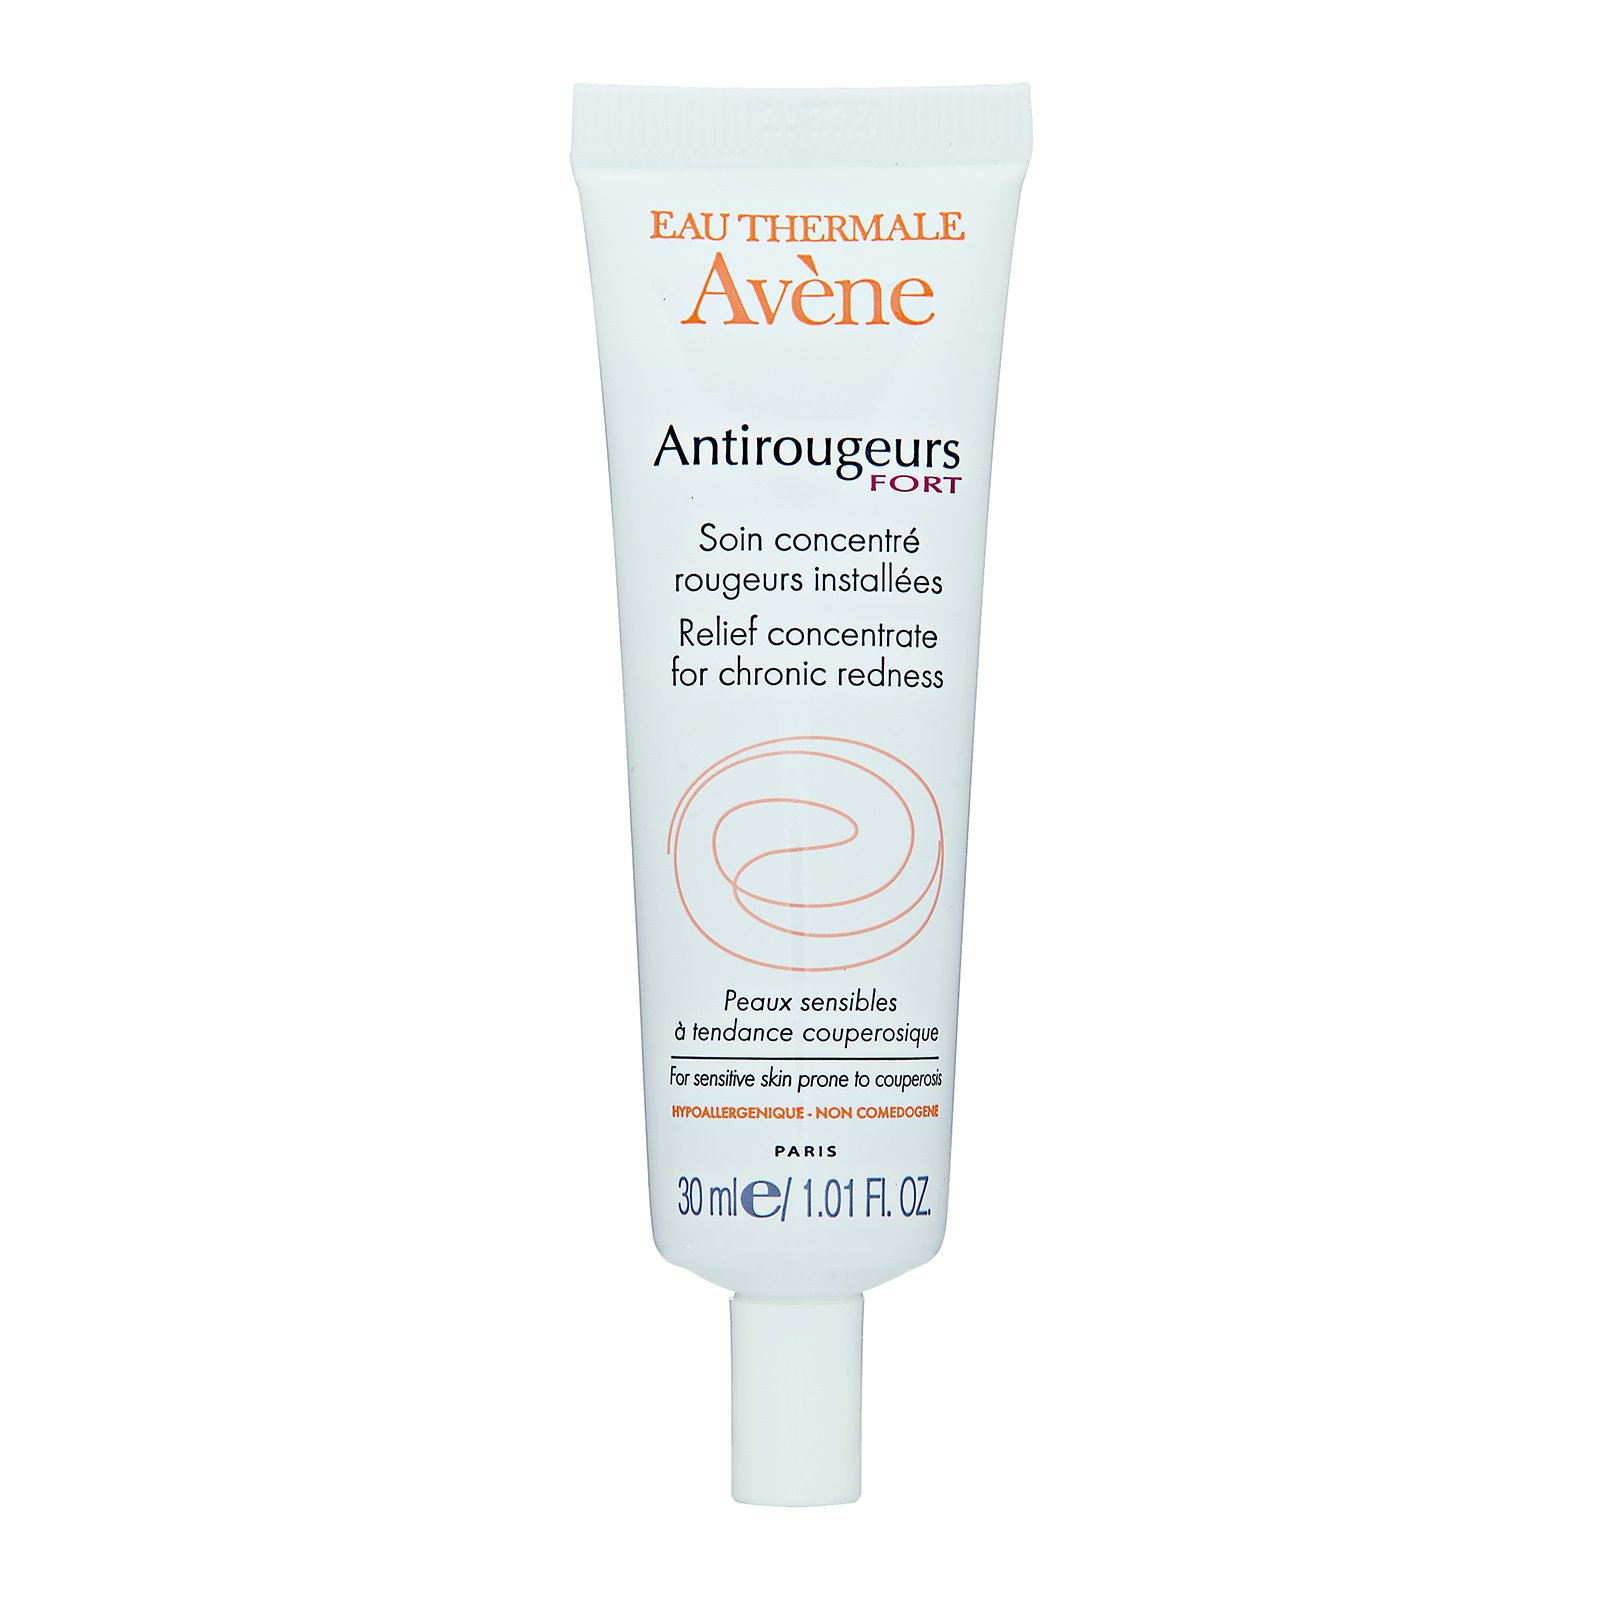 EAU THERMALE
Avène
Antirougeurs
FORT
Soin concentré
rougeurs installées
Relief concentrate
for chronic redness
Peaux sensibles
à tendance couperosique
For sensitive skin prone to couperosis
HYPOALLERGENIQUE - NON COMEDOGENE
PARIS
30 ml e / 1.01 Fl. OZ.